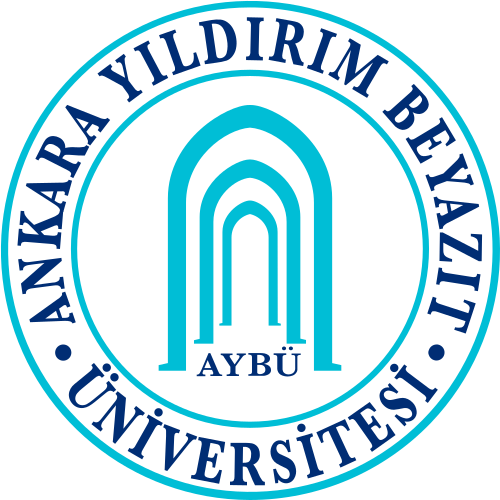 ANKARA YILDIRIM BEYAZIT
• ÜNİVERSİTESİ •
AYBÜ